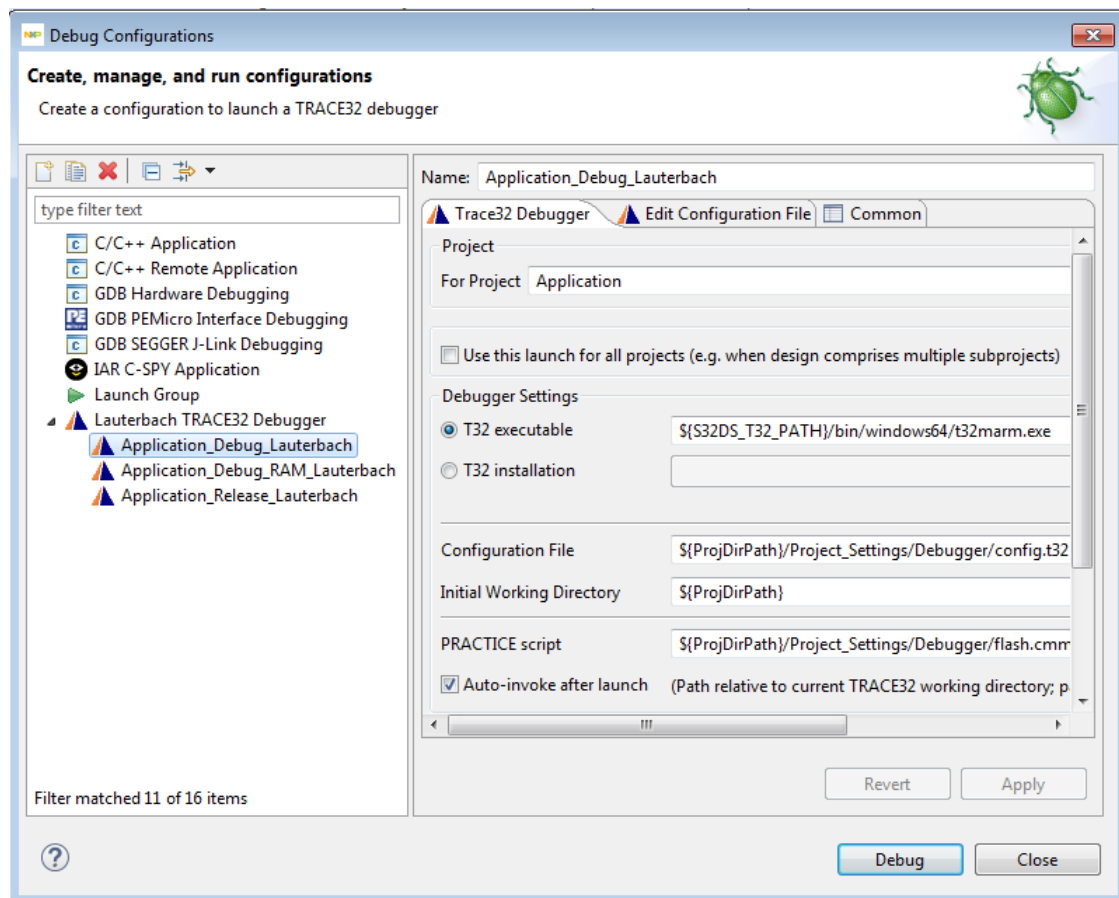 NXP Debug Configurations
Create, manage, and run configurations
Create a configuration to launch a TRACE32 debugger
type filter text
C/C++ Application
C/C++ Remote Application
GDB Hardware Debugging
GDB PEMicro Interface Debugging
GDB SEGGER J-Link Debugging
IAR C-SPY Application
Launch Group
Lauterbach TRACE32 Debugger
Application_Debug_Lauterbach
Application_Debug_RAM_Lauterbach
Application_Release_Lauterbach
Filter matched 11 of 16 items
Name: Application_Debug_Lauterbach
Trace32 Debugger Edit Configuration File Common
Project
For Project Application
Use this launch for all projects (e.g. when design comprises multiple subprojects)
Debugger Settings
T32 executable ${S32DS_T32_PATH}/bin/windows64/t32marm.exe
T32 installation
Configuration File ${ProjDirPath}/Project_Settings/Debugger/config.t32
Initial Working Directory ${ProjDirPath}
PRACTICE script ${ProjDirPath}/Project_Settings/Debugger/flash.cmm
Auto-invoke after launch (Path relative to current TRACE32 working directory; p
Revert Apply
? Debug Close